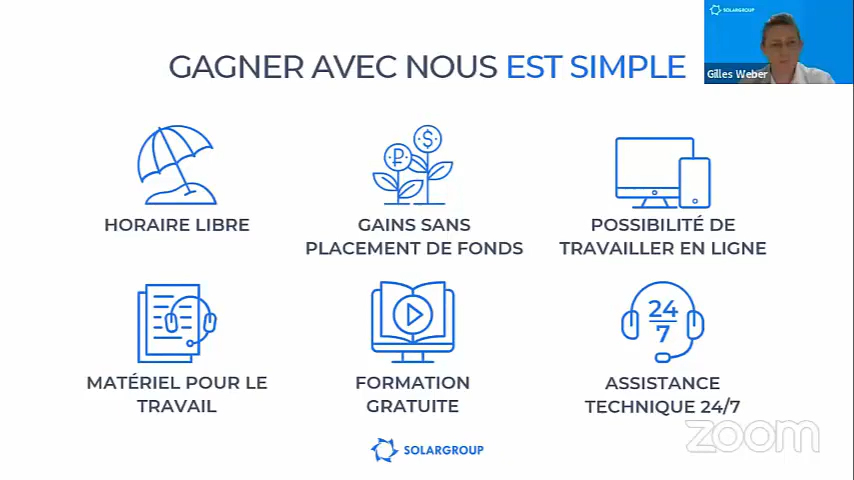 SOLARGROUP
GAGNER AVEC NOUS EST SIMPLE
Gilles Weber
₽
$
HORAIRE LIBRE
GAINS SANS
PLACEMENT DE FONDS
POSSIBILITÉ DE
TRAVAILLER EN LIGNE
24
7
MATÉRIEL POUR LE
TRAVAIL
FORMATION
GRATUITE
ASSISTANCE
TECHNIQUE 24/7
SOLARGROUP
zoom